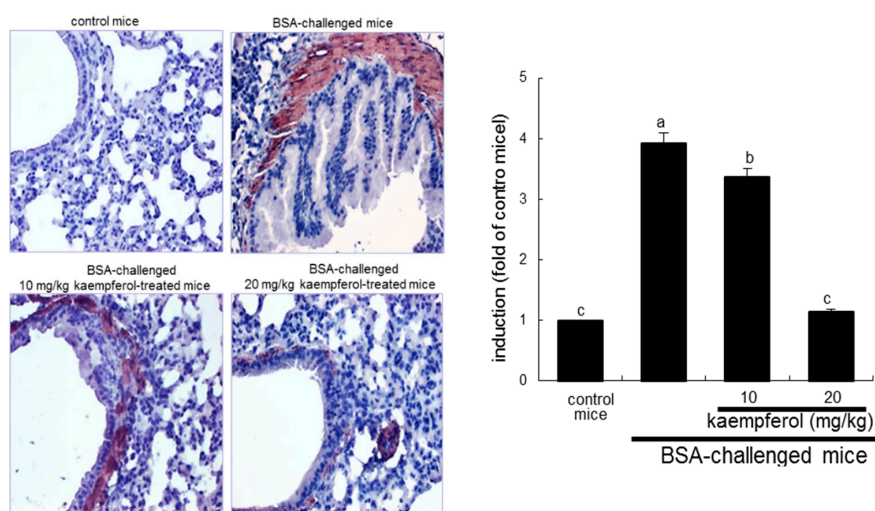 control mice
BSA-challenged mice
BSA-challenged
10 mg/kg kaempferol-treated mice
BSA-challenged
20 mg/kg kaempferol-treated mice
induction (fold of contro micel)
5
4
3
2
1
0
c
a
b
c
control
mice
10
20
kaempferol (mg/kg)
BSA-challenged mice